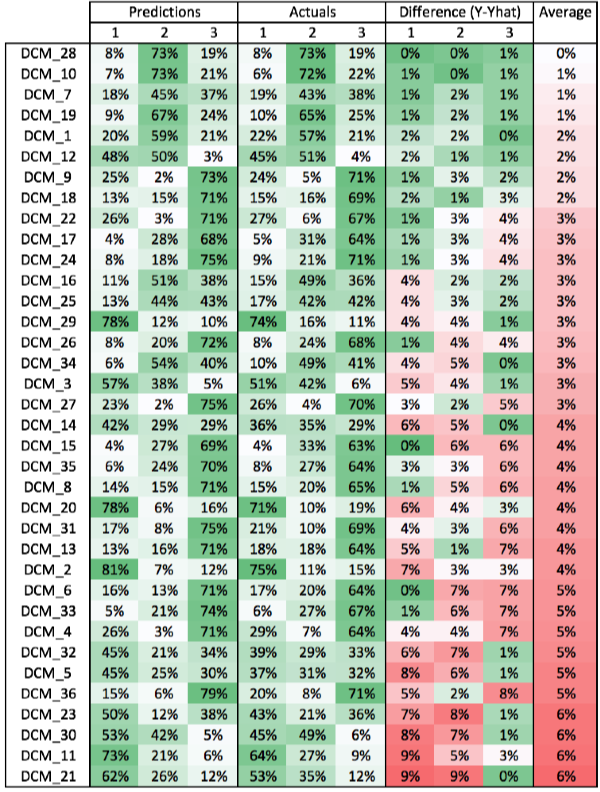 Predictions Actuals Difference (Y-Yhat) Average
1 2 3 1 2 3 1 2 3
DCM_28 8% 73% 19% 8% 73% 19% 0% 0% 1% 0%
DCM_10 7% 73% 21% 6% 72% 22% 1% 0% 1% 1%
DCM_7 18% 45% 37% 19% 43% 38% 1% 2% 1% 1%
DCM_19 9% 67% 24% 10% 65% 25% 1% 2% 1% 1%
DCM_1 20% 59% 21% 22% 57% 21% 2% 2% 0% 2%
DCM_12 48% 50% 3% 45% 51% 4% 2% 1% 1% 2%
DCM_9 25% 2% 73% 24% 5% 71% 1% 3% 2% 2%
DCM_18 13% 15% 71% 15% 16% 69% 2% 1% 3% 2%
DCM_22 26% 3% 71% 27% 6% 67% 1% 3% 4% 3%
DCM_17 4% 28% 68% 5% 31% 64% 1% 3% 4% 3%
DCM_24 8% 18% 75% 9% 21% 71% 1% 3% 4% 3%
DCM_16 11% 51% 38% 15% 49% 36% 4% 2% 2% 3%
DCM_25 13% 44% 43% 17% 42% 42% 4% 3% 2% 3%
DCM_29 78% 12% 10% 74% 16% 11% 4% 4% 1% 3%
DCM_26 8% 20% 72% 8% 24% 68% 1% 4% 4% 3%
DCM_34 6% 54% 40% 10% 49% 41% 4% 5% 0% 3%
DCM_3 57% 38% 5% 51% 42% 6% 5% 4% 1% 3%
DCM_27 23% 2% 75% 26% 4% 70% 3% 2% 5% 3%
DCM_14 42% 29% 29% 36% 35% 29% 6% 5% 0% 4%
DCM_15 4% 27% 69% 4% 33% 63% 0% 6% 6% 4%
DCM_35 6% 24% 70% 8% 27% 64% 3% 3% 6% 4%
DCM_8 14% 15% 71% 15% 20% 65% 1% 5% 6% 4%
DCM_20 78% 6% 16% 71% 10% 19% 6% 4% 3% 4%
DCM_31 17% 8% 75% 21% 10% 69% 4% 3% 6% 4%
DCM_13 13% 16% 71% 18% 18% 64% 5% 1% 7% 4%
DCM_2 81% 7% 12% 75% 11% 15% 7% 3% 3% 4%
DCM_6 16% 13% 71% 17% 20% 64% 0% 7% 7% 5%
DCM_33 5% 21% 74% 6% 27% 67% 1% 6% 7% 5%
DCM_4 26% 3% 71% 29% 7% 64% 4% 4% 7% 5%
DCM_32 45% 21% 34% 39% 29% 33% 6% 7% 1% 5%
DCM_5 45% 25% 30% 37% 31% 32% 8% 6% 1% 5%
DCM_36 15% 6% 79% 20% 8% 71% 5% 2% 8% 5%
DCM_23 50% 12% 38% 43% 21% 36% 7% 8% 1% 6%
DCM_30 53% 42% 5% 45% 49% 6% 8% 7% 1% 6%
DCM_11 73% 21% 6% 64% 27% 9% 9% 5% 3% 6%
DCM_21 62% 26% 12% 53% 35% 12% 9% 9% 0% 6%